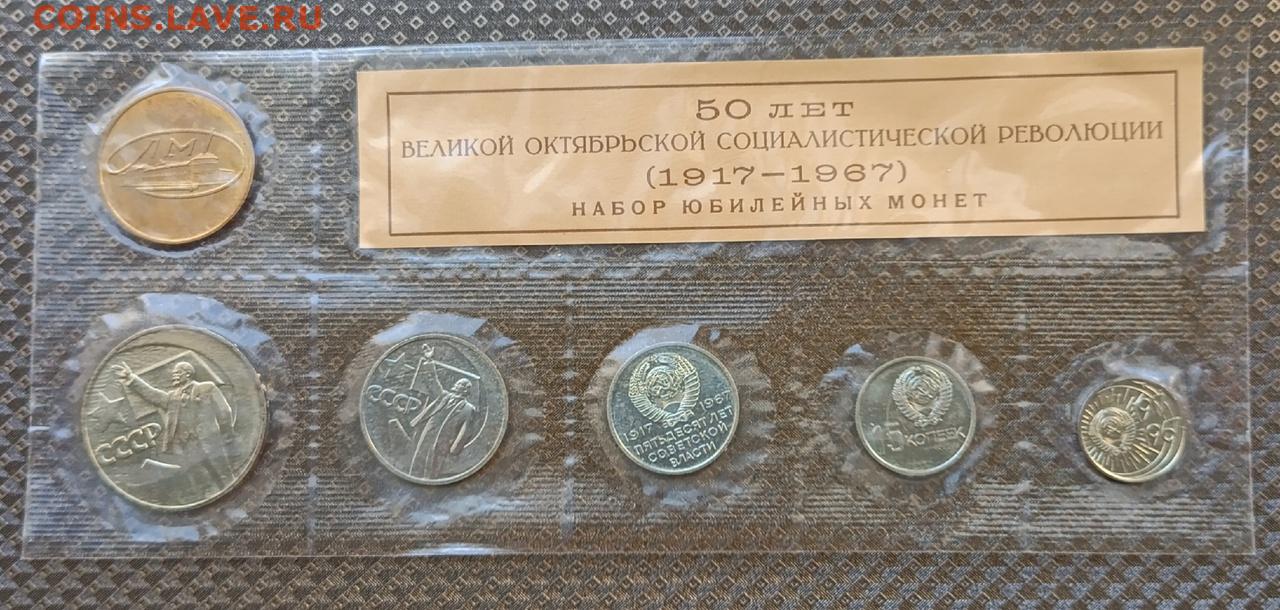 COINS.LAVE.RU
50 ЛЕТ
ВЕЛИКОЙ ОКТЯБРЬСКОЙ СОЦИАЛИСТИЧЕСКОЙ РЕВОЛЮЦИИ
(1917—1967)
НАБОР ЮБИЛЕЙНЫХ МОНЕТ
ЛМД
СССР
СССР
1917 1967
ПЯТЬДЕСЯТ ЛЕТ
СОВЕТСКОЙ
ВЛАСТИ
15 КОПЕЕК